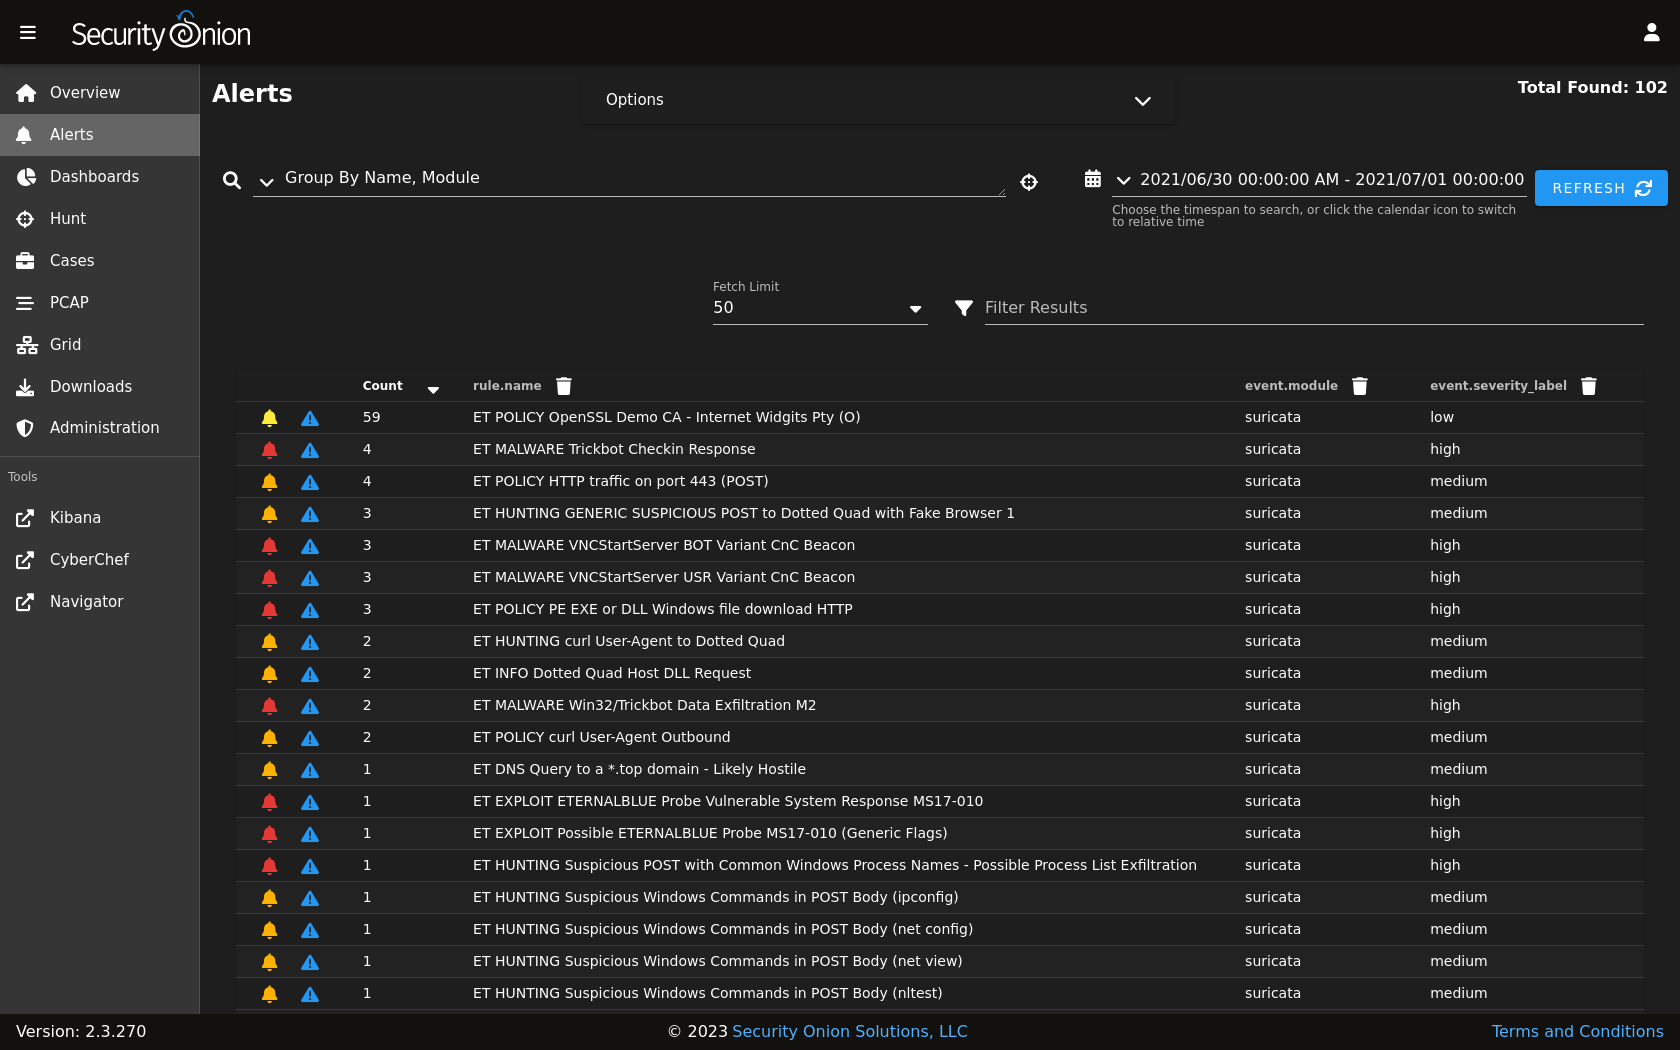 Security Onion
Overview
Alerts
Dashboards
Hunt
Cases
PCAP
Grid
Downloads
Administration
Tools
Kibana
CyberChef
Navigator
Alerts
Options
Total Found: 102
Group By Name, Module
2021/06/30 00:00:00 AM - 2021/07/01 00:00:00
REFRESH
Choose the timespan to search, or click the calendar icon to switch
to relative time
Fetch Limit
50
Filter Results
Count rule.name event.module event.severity_label
59 ET POLICY OpenSSL Demo CA - Internet Widgits Pty (O) suricata low
4 ET MALWARE Trickbot Checkin Response suricata high
4 ET POLICY HTTP traffic on port 443 (POST) suricata medium
3 ET HUNTING GENERIC SUSPICIOUS POST to Dotted Quad with Fake Browser 1 suricata medium
3 ET MALWARE VNCStartServer BOT Variant CnC Beacon suricata high
3 ET MALWARE VNCStartServer USR Variant CnC Beacon suricata high
3 ET POLICY PE EXE or DLL Windows file download HTTP suricata high
2 ET HUNTING curl User-Agent to Dotted Quad suricata medium
2 ET INFO Dotted Quad Host DLL Request suricata medium
2 ET MALWARE Win32/Trickbot Data Exfiltration M2 suricata high
2 ET POLICY curl User-Agent Outbound suricata medium
1 ET DNS Query to a *.top domain - Likely Hostile suricata medium
1 ET EXPLOIT ETERNALBLUE Probe Vulnerable System Response MS17-010 suricata high
1 ET EXPLOIT Possible ETERNALBLUE Probe MS17-010 (Generic Flags) suricata high
1 ET HUNTING Suspicious POST with Common Windows Process Names - Possible Process List Exfiltration suricata high
1 ET HUNTING Suspicious Windows Commands in POST Body (ipconfig) suricata medium
1 ET HUNTING Suspicious Windows Commands in POST Body (net config) suricata medium
1 ET HUNTING Suspicious Windows Commands in POST Body (net view) suricata medium
1 ET HUNTING Suspicious Windows Commands in POST Body (nltest) suricata medium
Version: 2.3.270
© 2023 Security Onion Solutions, LLC
Terms and Conditions